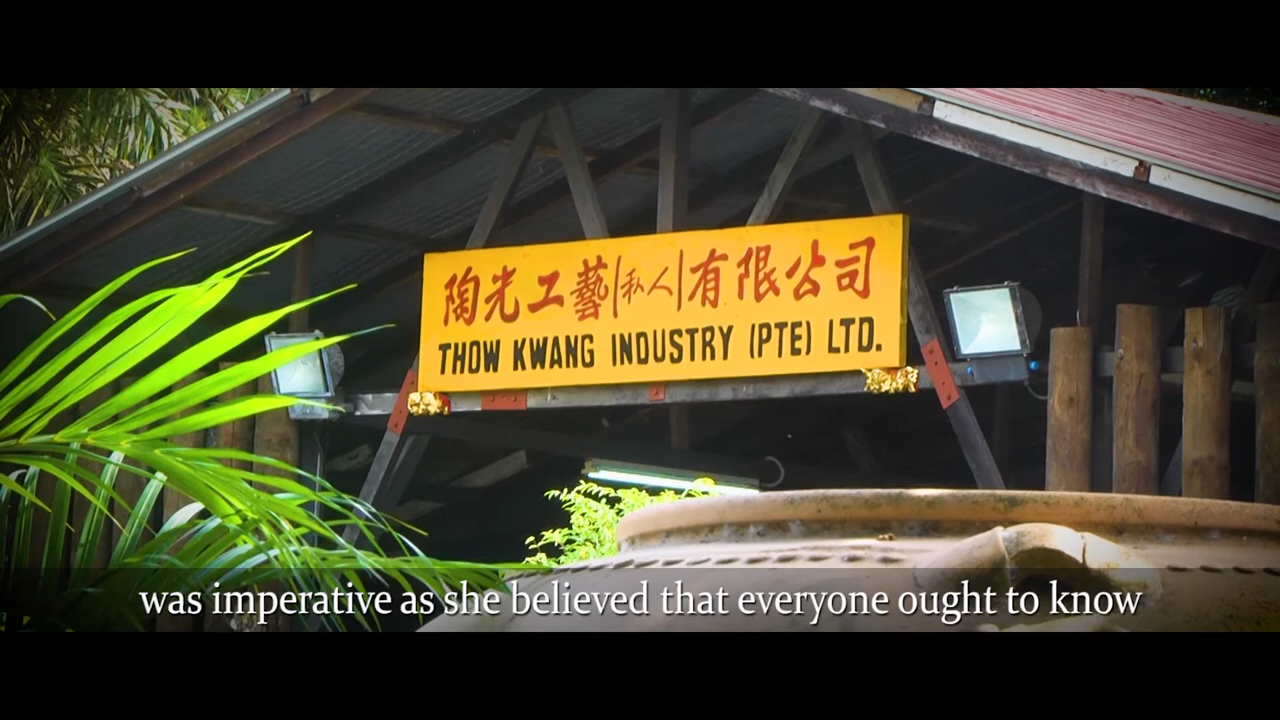 陶光工藝(私人)有限公司
THOW KWANG INDUSTRY (PTE) LTD.
was imperative as she believed that everyone ought to know